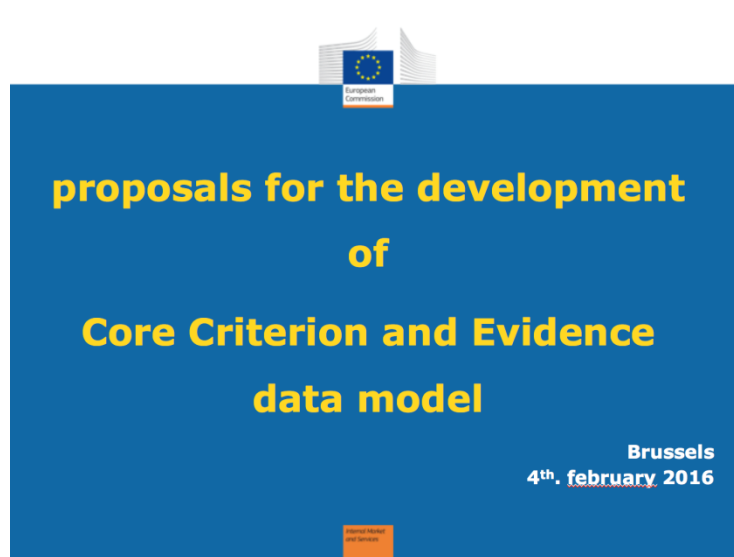 European
Commission
proposals for the development
of
Core Criterion and Evidence
data model
Brussels
4th. february 2016
Internal Market
and Services